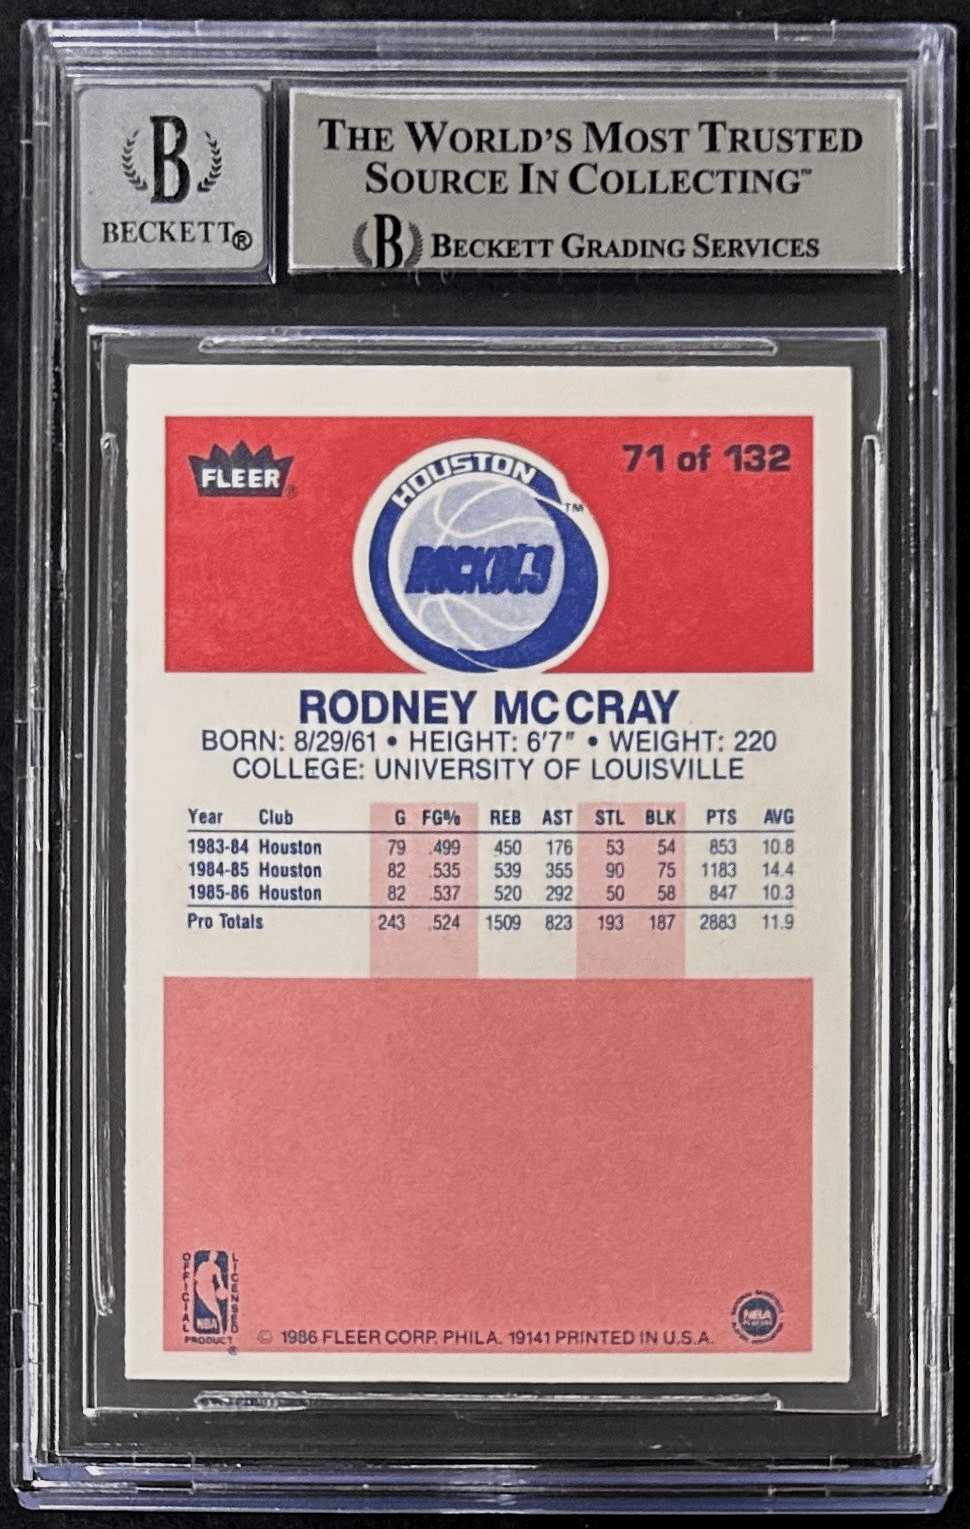 B
BECKETT®
THE WORLD'S MOST TRUSTED
SOURCE IN COLLECTING™
B BECKETT GRADING SERVICES
FLEER®
HOUSTON
ROCKETS
TM
71 of 132
RODNEY MCCRAY
BORN: 8/29/61 • HEIGHT: 6'7" • WEIGHT: 220
COLLEGE: UNIVERSITY OF LOUISVILLE
Year Club G FG% REB AST STL BLK PTS AVG
1983-84 Houston 79 .499 450 176 53 54 853 10.8
1984-85 Houston 82 .535 539 355 90 75 1183 14.4
1985-86 Houston 82 .537 520 292 50 58 847 10.3
Pro Totals 243 .524 1509 823 193 187 2883 11.9
OFFICIAL
LICENSED
NBA
PRODUCT
®
© 1986 FLEER CORP. PHILA. 19141 PRINTED IN U.S.A.
NBA
PLAYERS